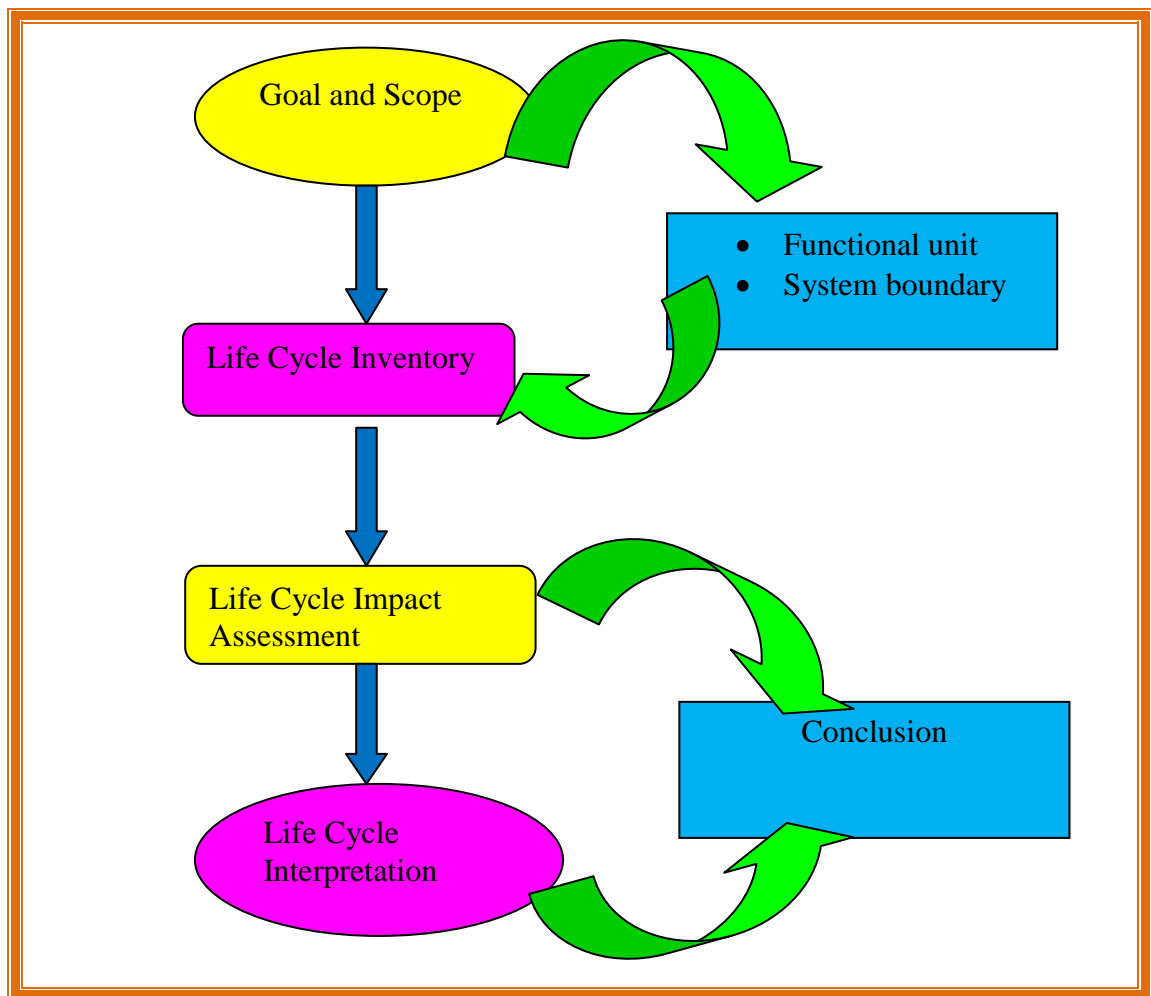 Goal and Scope
• Functional unit
• System boundary
Life Cycle Inventory
Life Cycle Impact
Assessment
Conclusion
Life Cycle
Interpretation